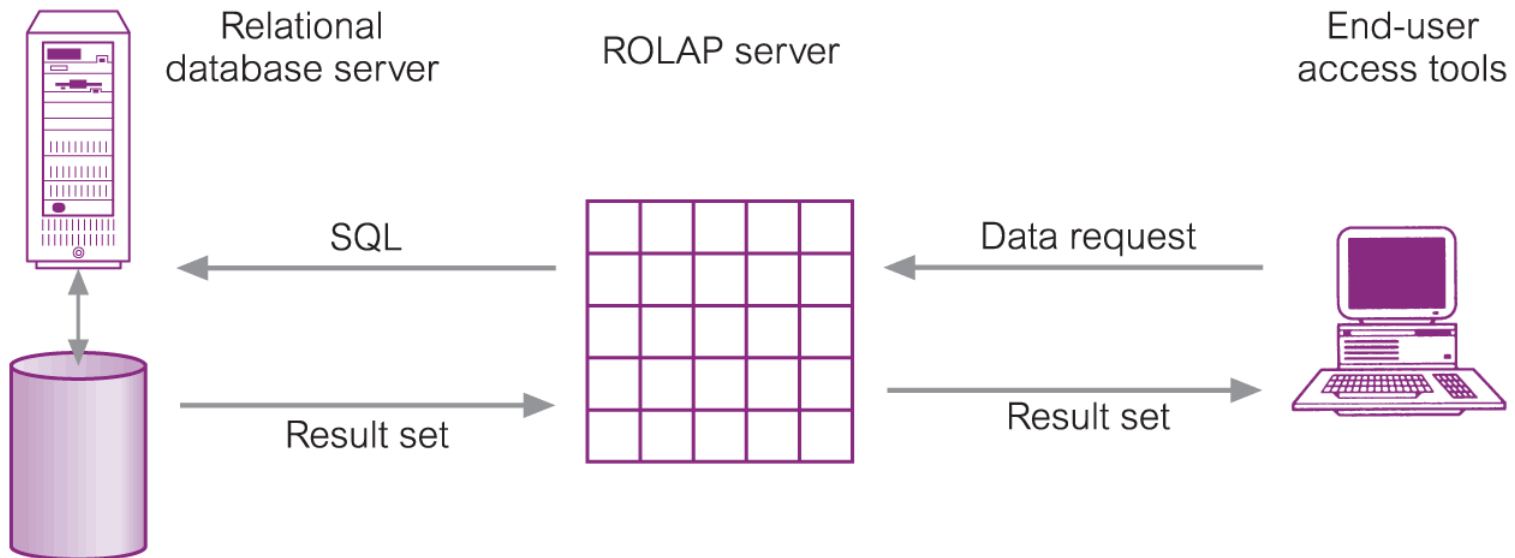 Relational
database server
ROLAP server
End-user
access tools
SQL
Data request
Result set
Result set